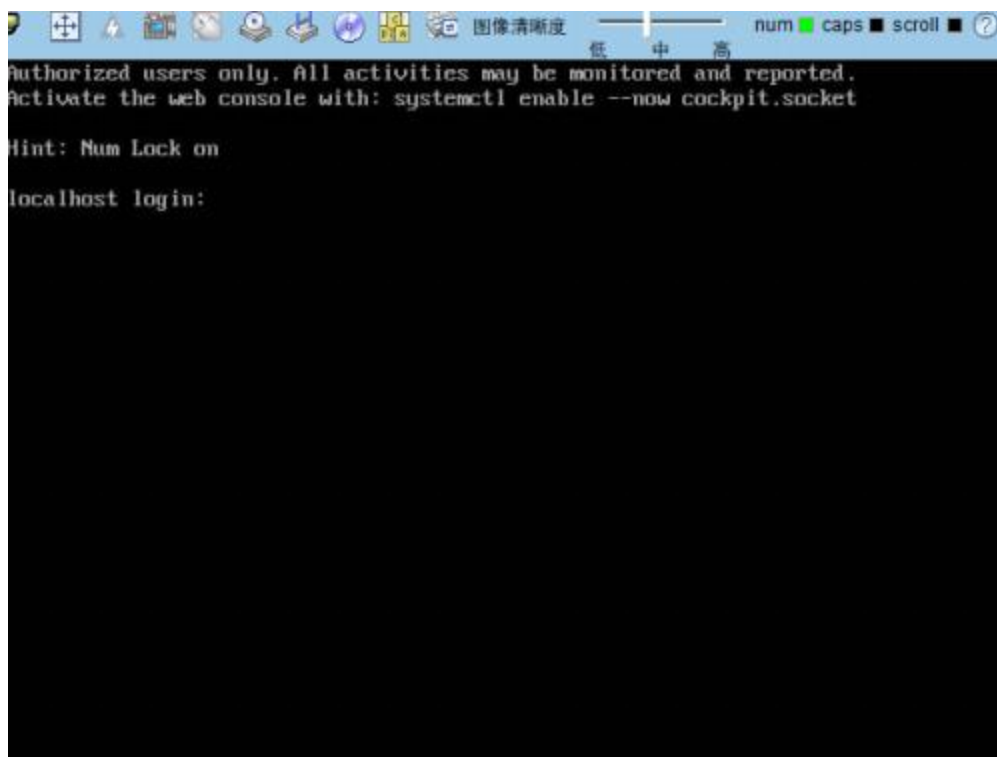 图像清晰度 num caps scroll ?
低 中 高
Authorized users only. All activities may be monitored and reported.
Activate the web console with: systemctl enable --now cockpit.socket
Hint: Num Lock on
localhost login: